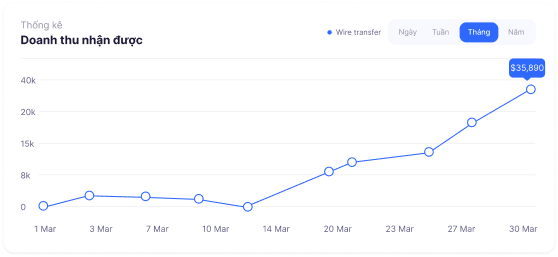 Thống kê
Doanh thu nhận được
Wire transfer
Ngày Tuần Tháng Năm
$35,890
40k
20k
15k
8k
0
1 Mar 3 Mar 7 Mar 10 Mar 14 Mar 20 Mar 23 Mar 27 Mar 30 Mar